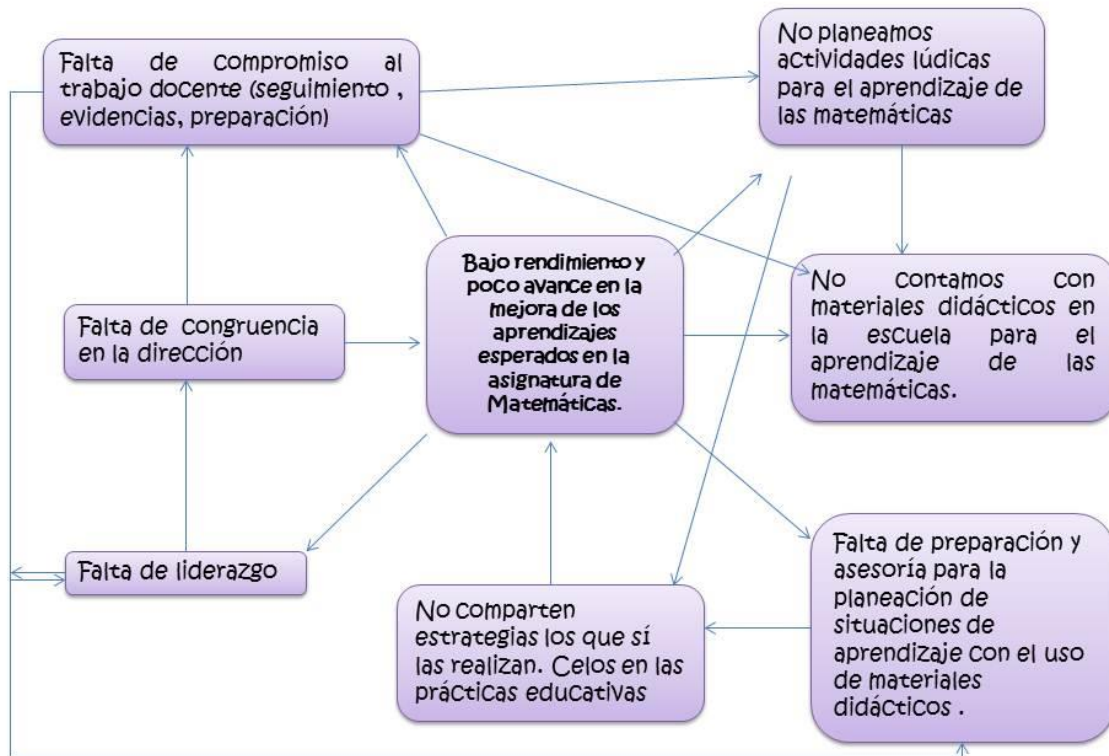 Falta de compromiso al
trabajo docente (seguimiento ,
evidencias, preparación)
No planeamos
actividades lúdicas
para el aprendizaje de
las matemáticas
Bajo rendimiento y
poco avance en la
mejora de los
aprendizajes
esperados en la
asignatura de
Matemáticas.
No contamos con
materiales didácticos en
la escuela para el
aprendizaje de las
matemáticas.
Falta de congruencia
en la dirección
Falta de liderazgo
No comparten
estrategias los que sí
las realizan. Celos en las
prácticas educativas
Falta de preparación y
asesoría para la
planeación de
situaciones de
aprendizaje con el uso
de materiales
didácticos .